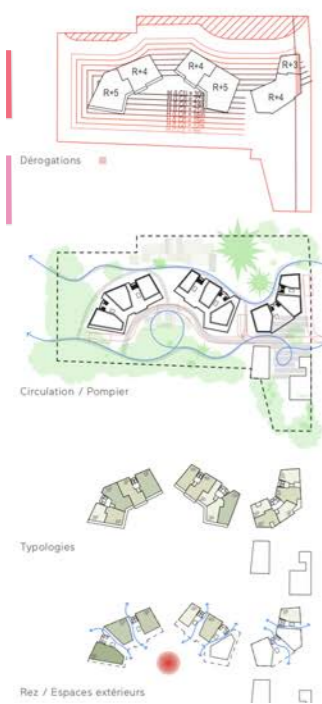 R+4
R+4
R+3
R+5
R+5
R+4
Dérogations
Circulation / Pompier
Typologies
Rez / Espaces extérieurs